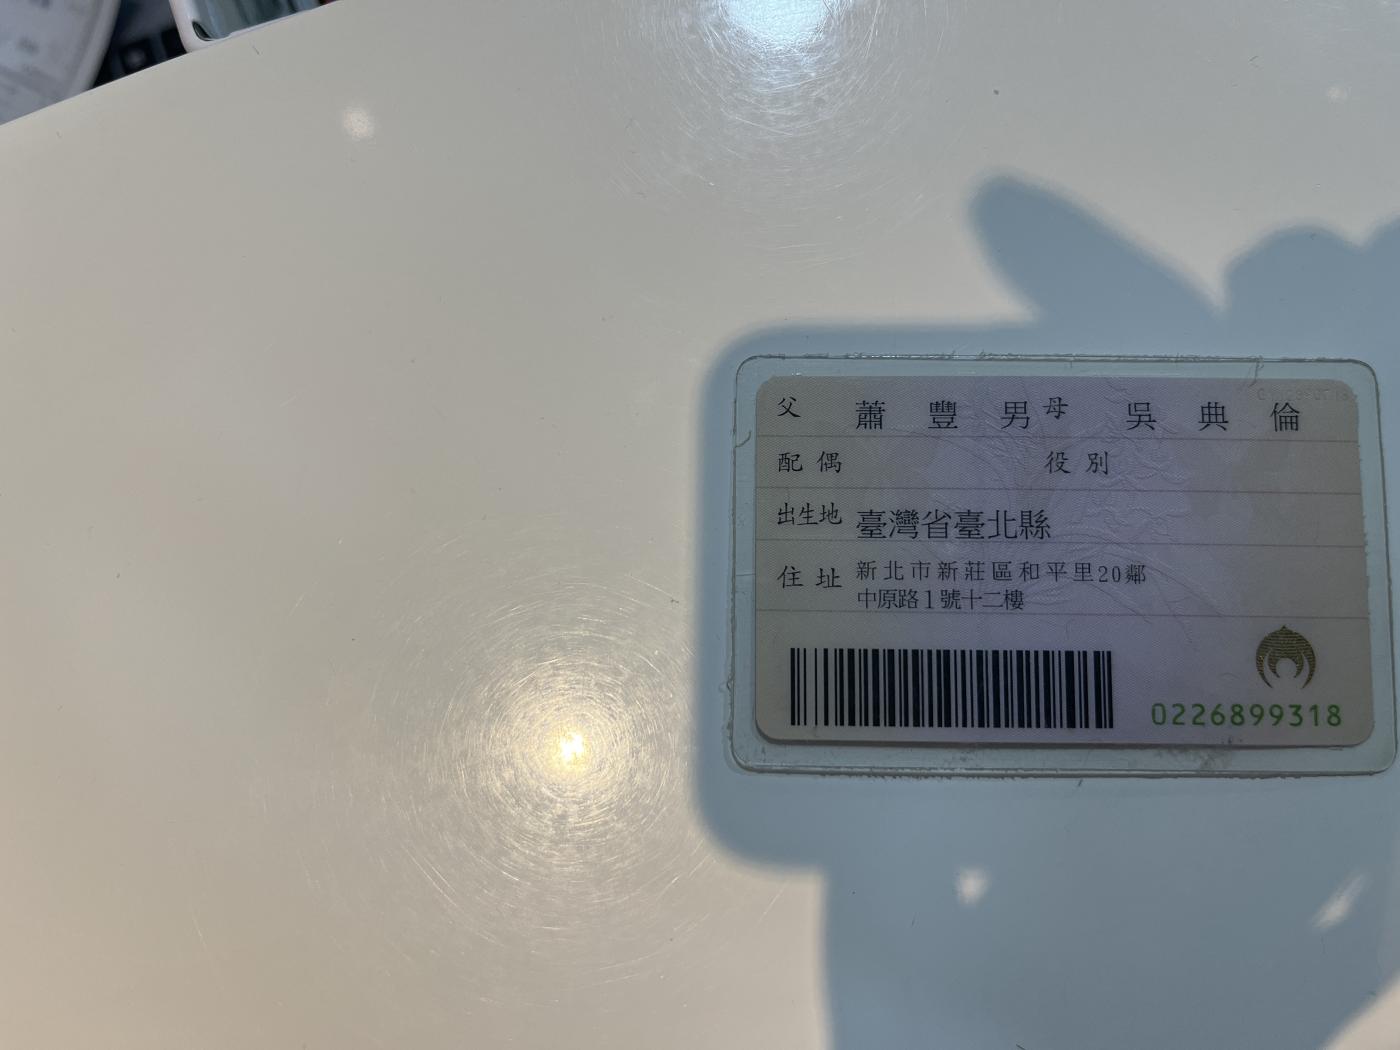 父 蕭豐男 母 吳典倫
配偶 役別
出生地 臺灣省臺北縣
住址 新北市新莊區和平里20鄰
中原路1號十二樓
0226899318